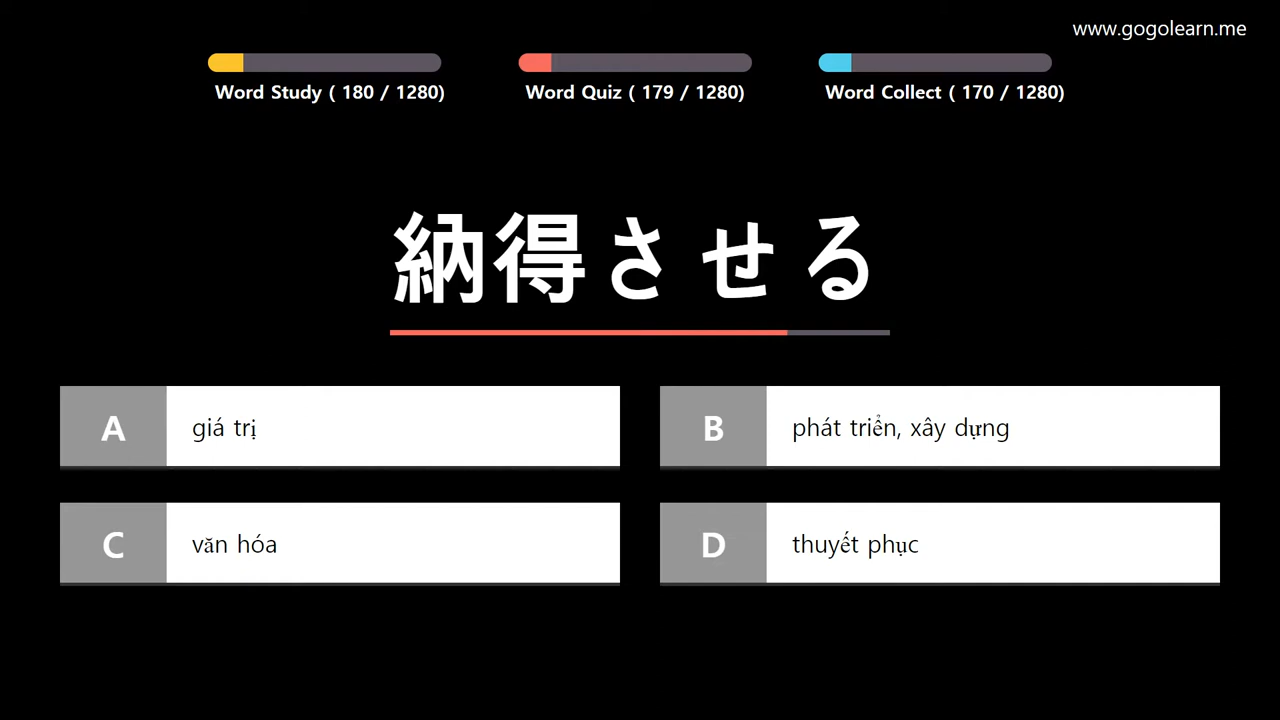 www.gogolearn.me
Word Study ( 180 / 1280)
Word Quiz ( 179 / 1280)
Word Collect ( 170 / 1280)
納得させる
A giá trị
B phát triển, xây dựng
C văn hóa
D thuyết phục